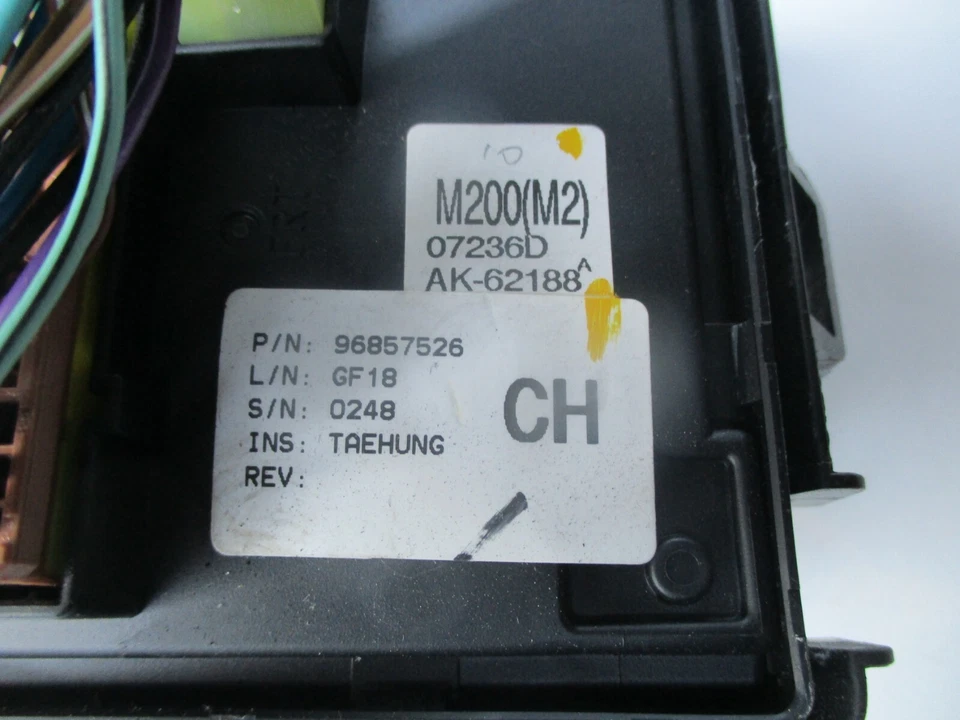 10
M200(M2)
07236D
AK-62188A
P/N: 96857526
L/N: GF18
S/N: 0248
INS: TAEHUNG
REV:
CH